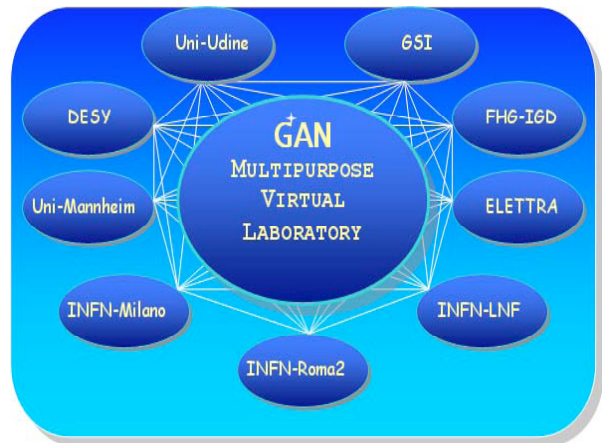 Uni-Udine
GSI
DESY
FHG-IGD
GAN
MULTIPURPOSE
VIRTUAL
LABORATORY
Uni-Mannheim
ELETTRA
INFN-Milano
INFN-LNF
INFN-Roma2